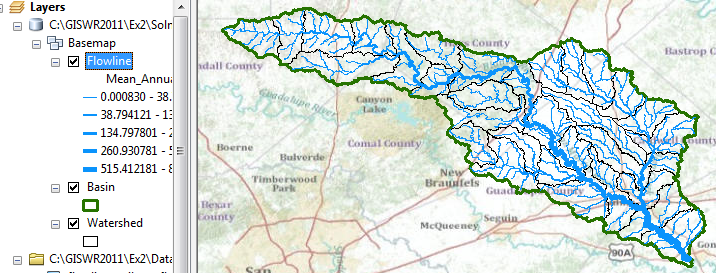 Layers
C:\GISWR2011\Ex2\Soln
Basemap
Flowline
Mean_Annua
0.000830 - 38.
38.794121 - 13
134.797801 - 2
260.930781 - 5
515.412181 - 8
Basin
Watershed
C:\GISWR2011\Ex2\Data
County
Bastrop Co
ndall County
Guadalupe River
Canyon
Lake
Comal County
Boerne
Bulverde
Timberwood
Park
New
Braunfels
Bexar
County
McQueeney
Seguin
90A
Gon
San